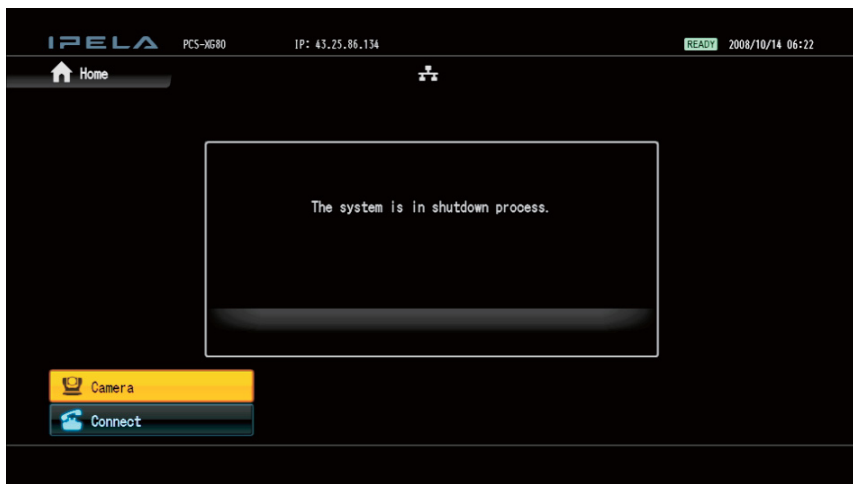 IPELA PCS-XG80 IP: 43.25.86.134 READY 2008/10/14 06:22
Home
The system is in shutdown prooess.
Camera
Connect